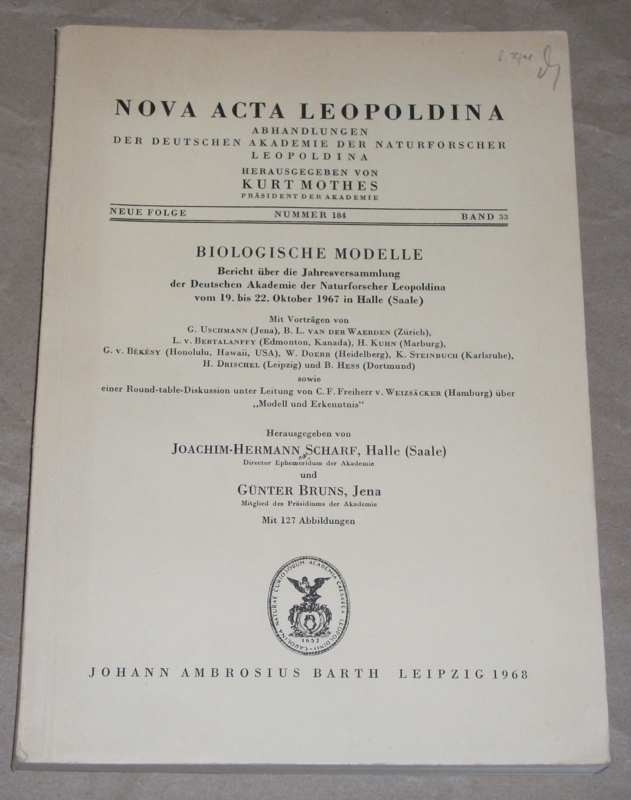 NOVA ACTA LEOPOLDINA
ABHANDLUNGEN
DER DEUTSCHEN AKADEMIE DER NATURFORSCHER
LEOPOLDINA
HERAUSGEGEBEN VON
KURT MOTHES
PRÄSIDENT DER AKADEMIE
NEUE FOLGE NUMMER 184 BAND 33
BIOLOGISCHE MODELLE
Bericht über die Jahresversammlung
der Deutschen Akademie der Naturforscher Leopoldina
vom 19. bis 22. Oktober 1967 in Halle (Saale)
Mit Vorträgen von
G. USCHMANN (Jena), B. L. VAN DER WAERDEN (Zürich),
L. v. BERTALANFFY (Edmonton, Kanada), H. KUHN (Marburg),
G. v. BÉKÉSY (Honolulu, Hawaii, USA), W. DOERR (Heidelberg), K. STEINBUCH (Karlsruhe),
H. DRISCHEL (Leipzig) und B. HESS (Dortmund)
sowie
einer Round-table-Diskussion unter Leitung von C. F. Freiherr v. WEIZSÄCKER (Hamburg) über
„Modell und Erkenntnis“
Herausgegeben von
JOACHIM-HERMANN SCHARF, Halle (Saale)
Director Ephemeridum der Akademie
und
GÜNTER BRUNS, Jena
Mitglied des Präsidiums der Akademie
Mit 127 Abbildungen
1652
JOHANN AMBROSIUS BARTH LEIPZIG 1968